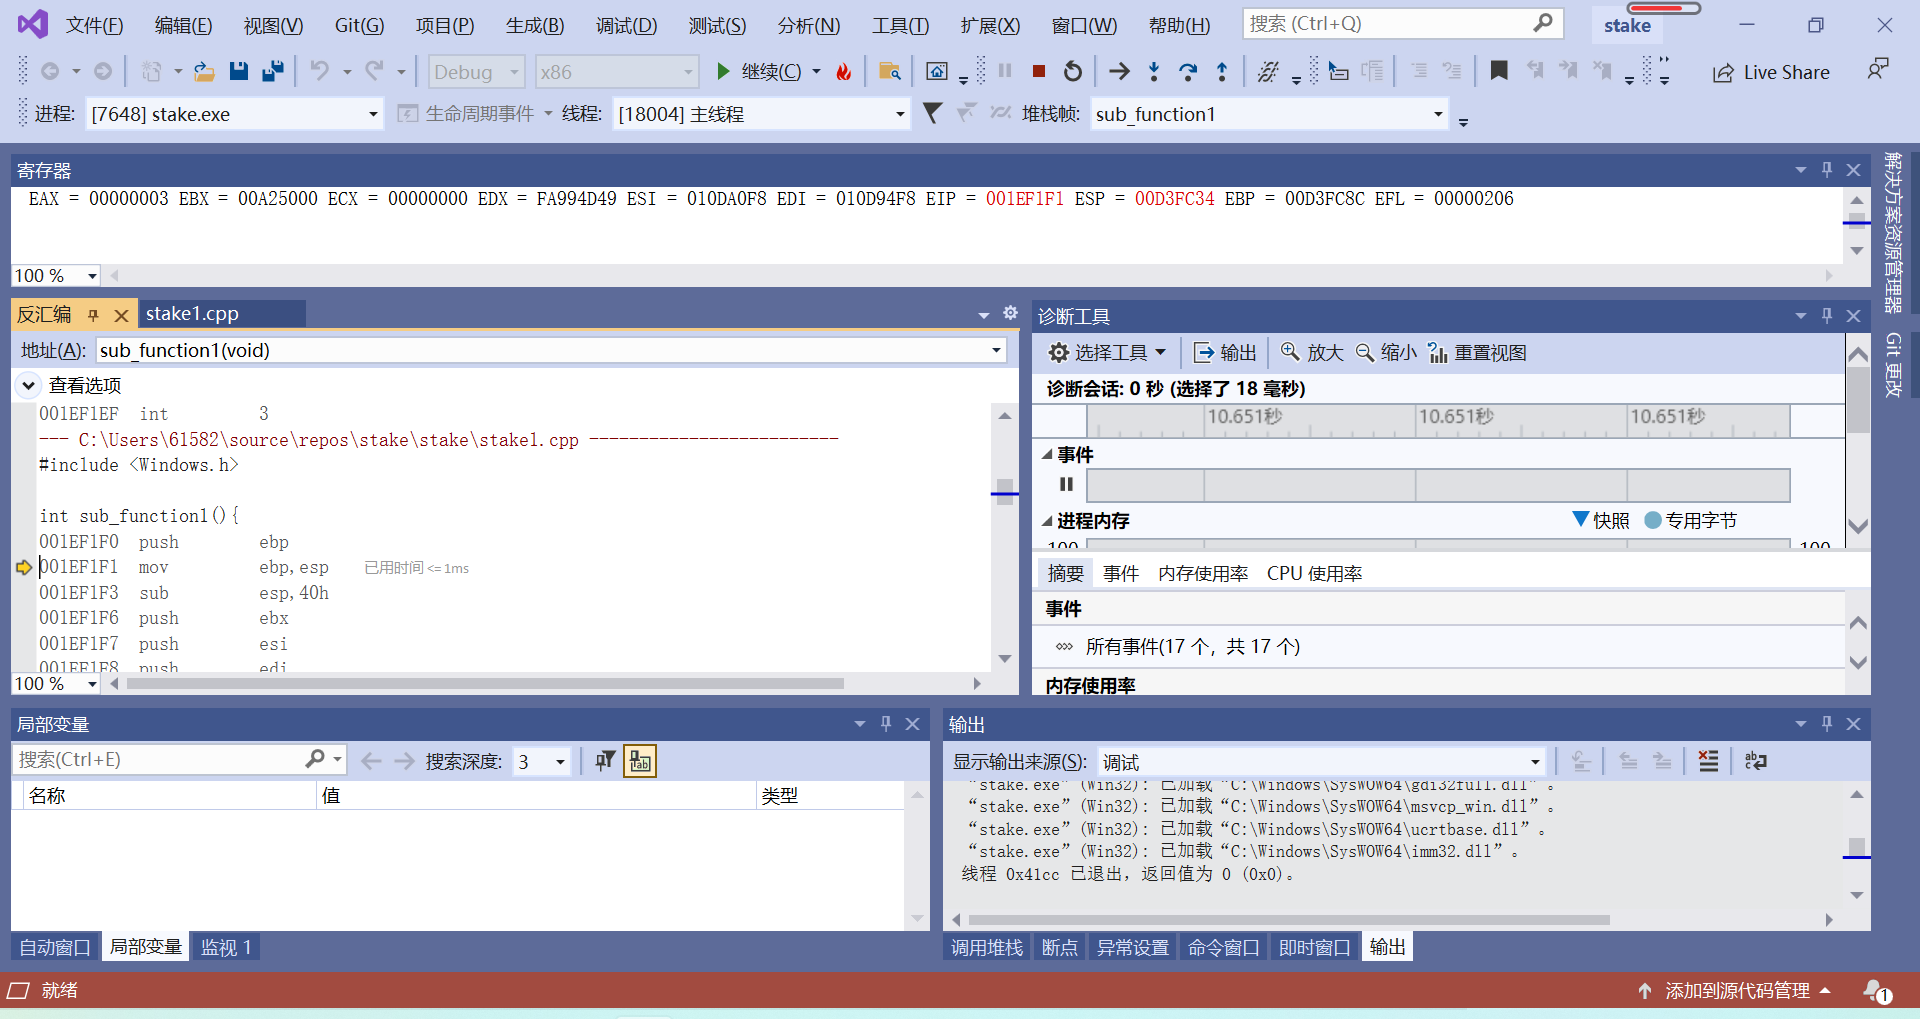 文件(F) 编辑(E) 视图(V) Git(G) 项目(P) 生成(B) 调试(D) 测试(S) 分析(N) 工具(T) 扩展(X) 窗口(W) 帮助(H) 搜索 (Ctrl+Q) stake
Debug x86 继续(C) Live Share
进程: [7648] stake.exe 生命周期事件 线程: [18004] 主线程 堆栈帧: sub_function1
寄存器
EAX = 00000003 EBX = 00A25000 ECX = 00000000 EDX = FA994D49 ESI = 010DA0F8 EDI = 010D94F8 EIP = 001EF1F1 ESP = 00D3FC34 EBP = 00D3FC8C EFL = 00000206
100 %
解决方案资源管理器
Git 更改
反汇编 stake1.cpp
地址(A): sub_function1(void)
查看选项
001EF1EF int 3
--- C:\Users\61582\source\repos\stake\stake\stake1.cpp -------------------------
#include <Windows.h>
int sub_function1(){
001EF1F0 push ebp
001EF1F1 mov ebp,esp 已用时间 <= 1ms
001EF1F3 sub esp,40h
001EF1F6 push ebx
001EF1F7 push esi
001EF1F8 push edi
100 %
诊断工具
选择工具 输出 放大 缩小 重置视图
诊断会话: 0 秒 (选择了 18 毫秒)
10.651秒 10.651秒 10.651秒
事件
进程内存 快照 专用字节
100 100
摘要 事件 内存使用率 CPU 使用率
事件
所有事件(17 个，共 17 个)
内存使用率
局部变量
搜索(Ctrl+E) 搜索深度: 3
名称 值 类型
自动窗口 局部变量 监视 1
输出
显示输出来源(S): 调试
“stake.exe” (Win32): 已加载 “C:\Windows\SysWOW64\gdi32full.dll”。
“stake.exe” (Win32): 已加载 “C:\Windows\SysWOW64\msvcp_win.dll”。
“stake.exe” (Win32): 已加载 “C:\Windows\SysWOW64\ucrtbase.dll”。
“stake.exe” (Win32): 已加载 “C:\Windows\SysWOW64\imm32.dll”。
线程 0x41cc 已退出，返回值为 0 (0x0)。
调用堆栈 断点 异常设置 命令窗口 即时窗口 输出
就绪 添加到源代码管理 1